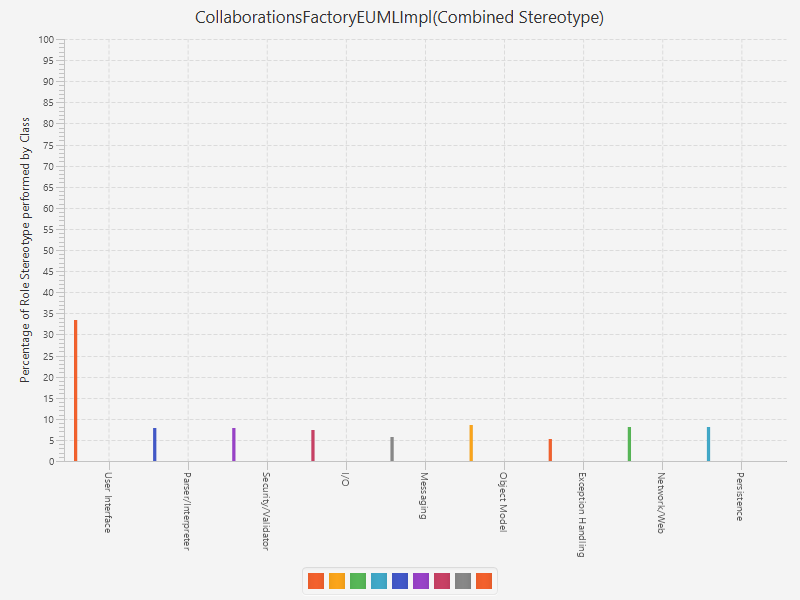 CollaborationsFactoryEUMLImpl(Combined Stereotype)
Percentage of Role Stereotype performed by Class
100
95
90
85
80
75
70
65
60
55
50
45
40
35
30
25
20
15
10
5
0
User Interface
Parser/Interpreter
Security/Validator
I/O
Messaging
Object Model
Exception Handling
Network/Web
Persistence